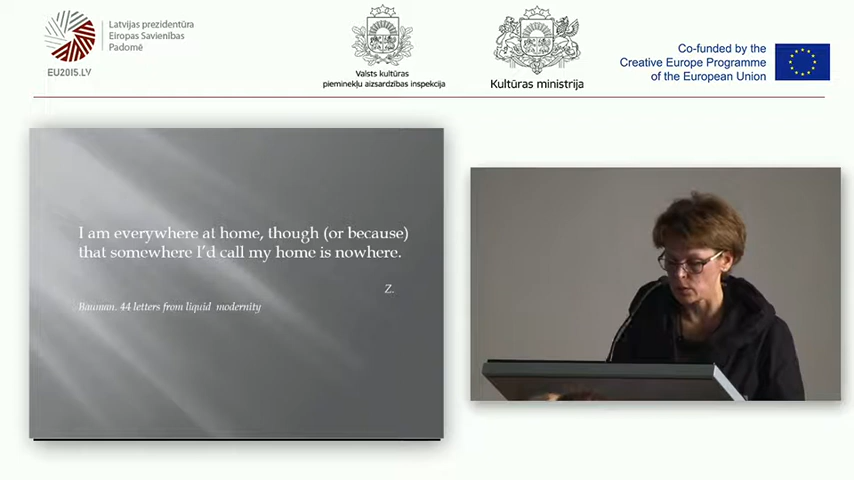 Latvijas prezidentūra
Eiropas Savienības
Padomē
EU2015.LV
Valsts kultūras
pieminekļu aizsardzības inspekcija
Kultūras ministrija
Co-funded by the
Creative Europe Programme
of the European Union
I am everywhere at home, though (or because)
that somewhere I'd call my home is nowhere.
Z.
Bauman. 44 letters from liquid modernity